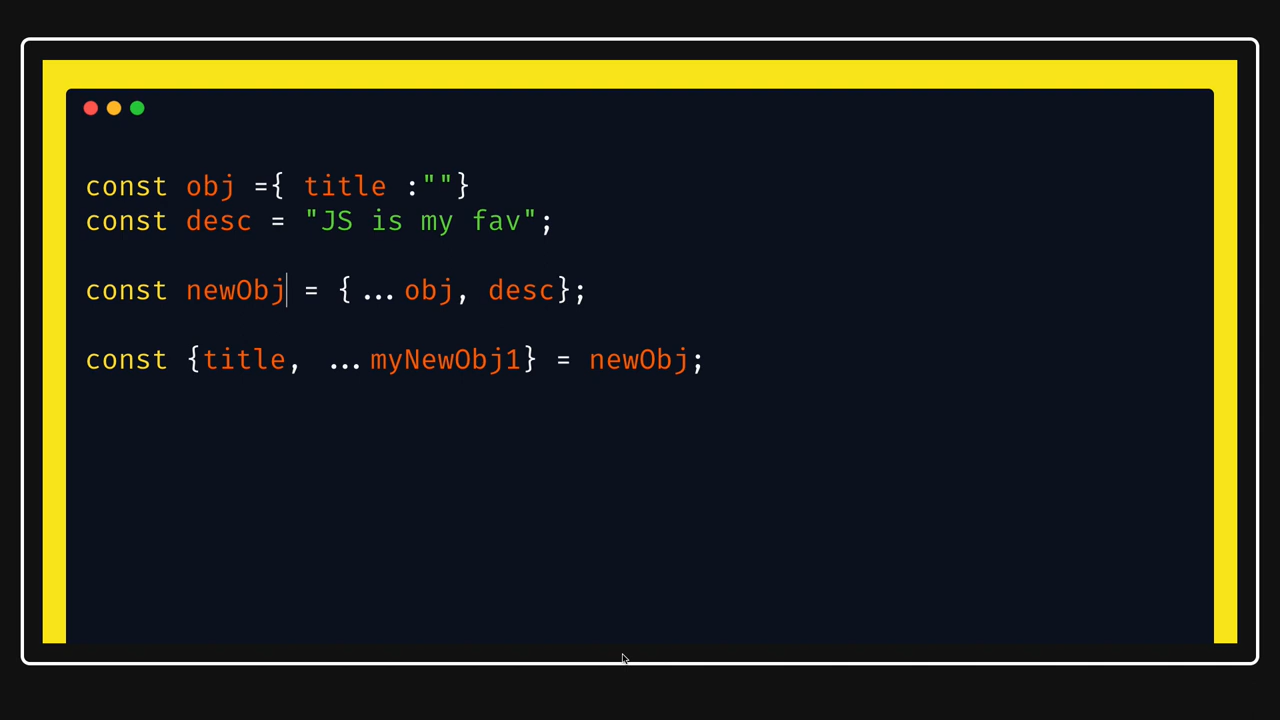 const obj ={ title :""}
const desc = "JS is my fav";
const newObj = {...obj, desc};
const {title, ...myNewObj1} = newObj;